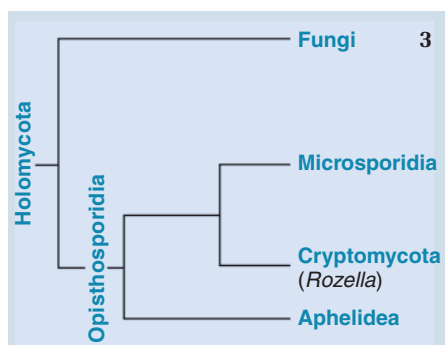 Fungi 3
Holomycota
Opisthosporidia
Microsporidia
Cryptomycota
(Rozella)
Aphelidea